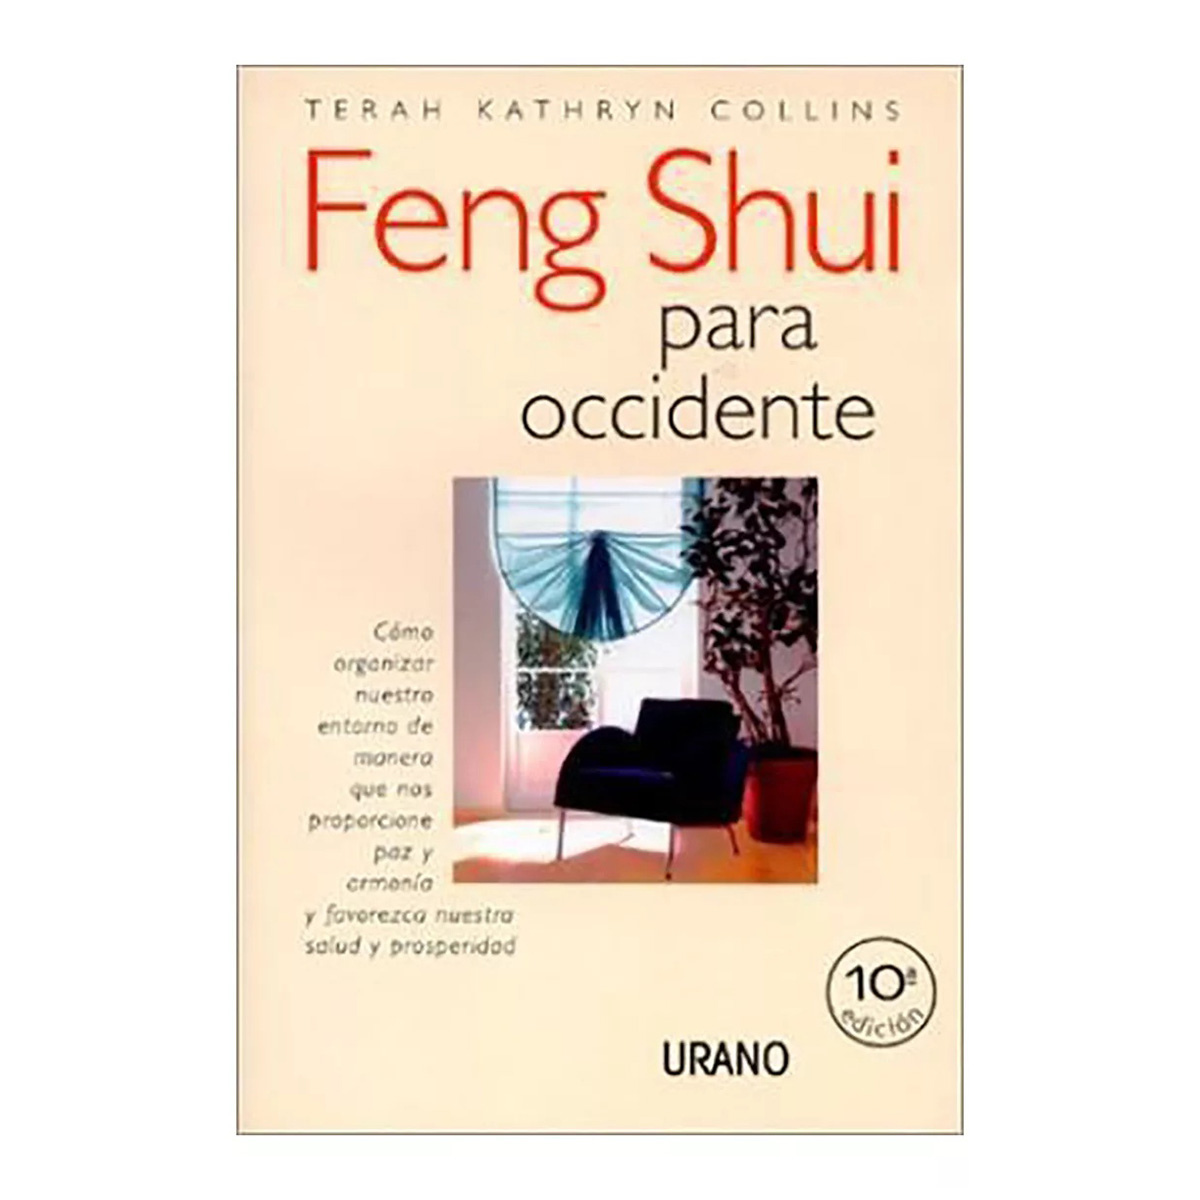 TERAH KATHRYN COLLINS
Feng Shui
para
occidente
Cómo
organizar
nuestro
entorno de
manera
que nos
proporcione
paz y
armonía
y favorezca nuestra
salud y prosperidad
10ª
edición
URANO